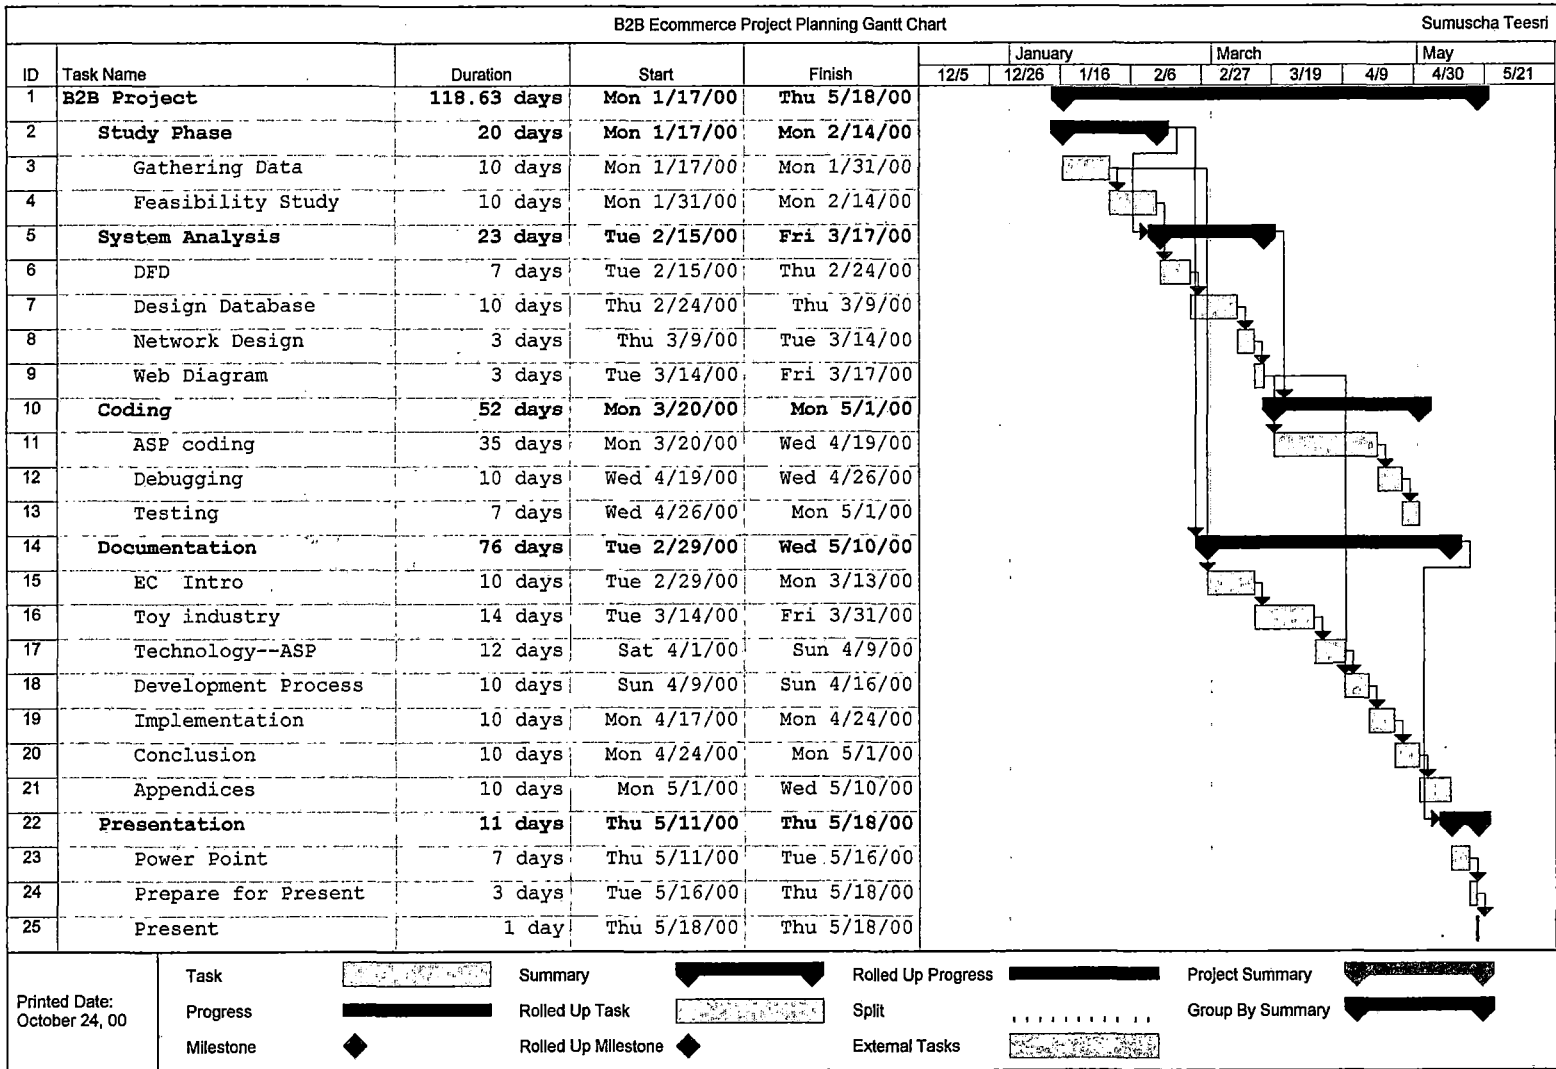 B2B Ecommerce Project Planning Gantt Chart Sumuscha Teesri
January March May
ID Task Name Duration Start Finish 12/5 12/26 1/16 2/6 2/27 3/19 4/9 4/30 5/21
1 B2B Project 118.63 days Mon 1/17/00 Thu 5/18/00
2 Study Phase 20 days Mon 1/17/00 Mon 2/14/00
3 Gathering Data 10 days Mon 1/17/00 Mon 1/31/00
4 Feasibility Study 10 days Mon 1/31/00 Mon 2/14/00
5 System Analysis 23 days Tue 2/15/00 Fri 3/17/00
6 DFD 7 days Tue 2/15/00 Thu 2/24/00
7 Design Database 10 days Thu 2/24/00 Thu 3/9/00
8 Network Design 3 days Thu 3/9/00 Tue 3/14/00
9 Web Diagram 3 days Tue 3/14/00 Fri 3/17/00
10 Coding 52 days Mon 3/20/00 Mon 5/1/00
11 ASP coding 35 days Mon 3/20/00 Wed 4/19/00
12 Debugging 10 days Wed 4/19/00 Wed 4/26/00
13 Testing 7 days Wed 4/26/00 Mon 5/1/00
14 Documentation 76 days Tue 2/29/00 Wed 5/10/00
15 EC Intro 10 days Tue 2/29/00 Mon 3/13/00
16 Toy industry 14 days Tue 3/14/00 Fri 3/31/00
17 Technology--ASP 12 days Sat 4/1/00 Sun 4/9/00
18 Development Process 10 days Sun 4/9/00 Sun 4/16/00
19 Implementation 10 days Mon 4/17/00 Mon 4/24/00
20 Conclusion 10 days Mon 4/24/00 Mon 5/1/00
21 Appendices 10 days Mon 5/1/00 Wed 5/10/00
22 Presentation 11 days Thu 5/11/00 Thu 5/18/00
23 Power Point 7 days Thu 5/11/00 Tue 5/16/00
24 Prepare for Present 3 days Tue 5/16/00 Thu 5/18/00
25 Present 1 day Thu 5/18/00 Thu 5/18/00
Task Summary Rolled Up Progress Project Summary
Printed Date:
October 24, 00
Progress Rolled Up Task Split Group By Summary
Milestone Rolled Up Milestone External Tasks